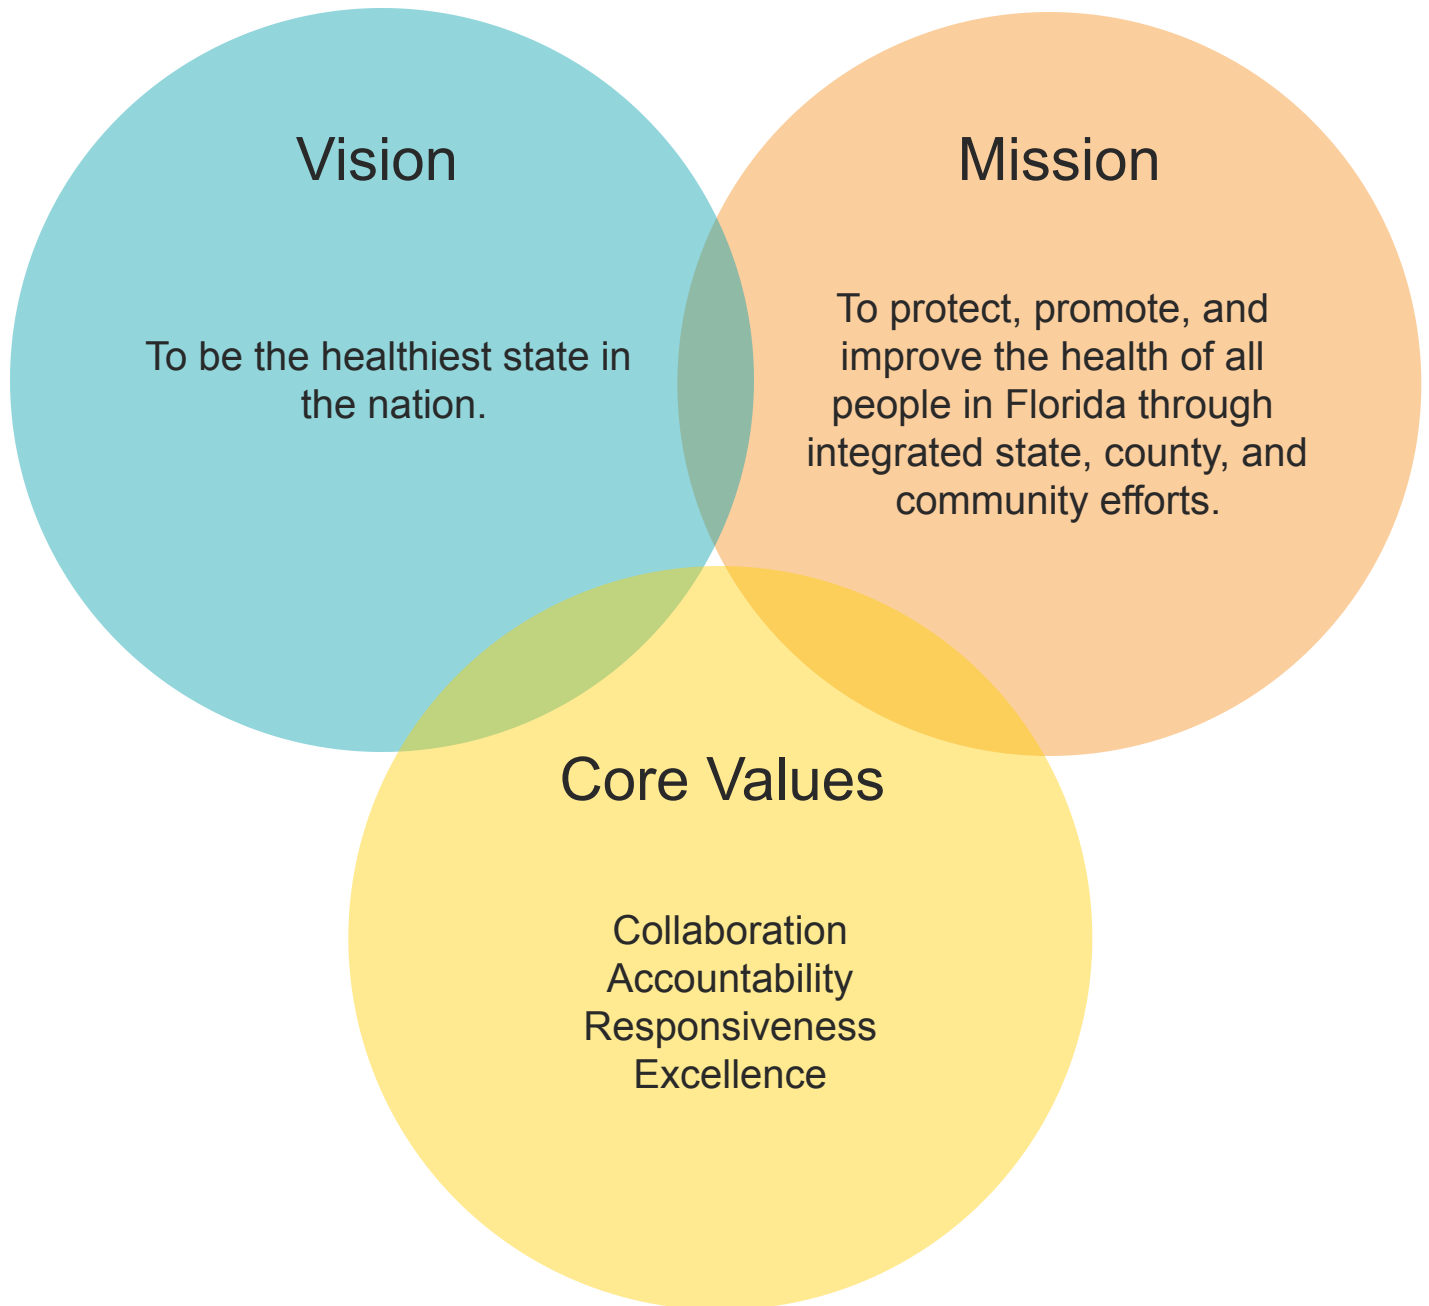 Vision
To be the healthiest state in
the nation.
Mission
To protect, promote, and
improve the health of all
people in Florida through
integrated state, county, and
community efforts.
Core Values
Collaboration
Accountability
Responsiveness
Excellence